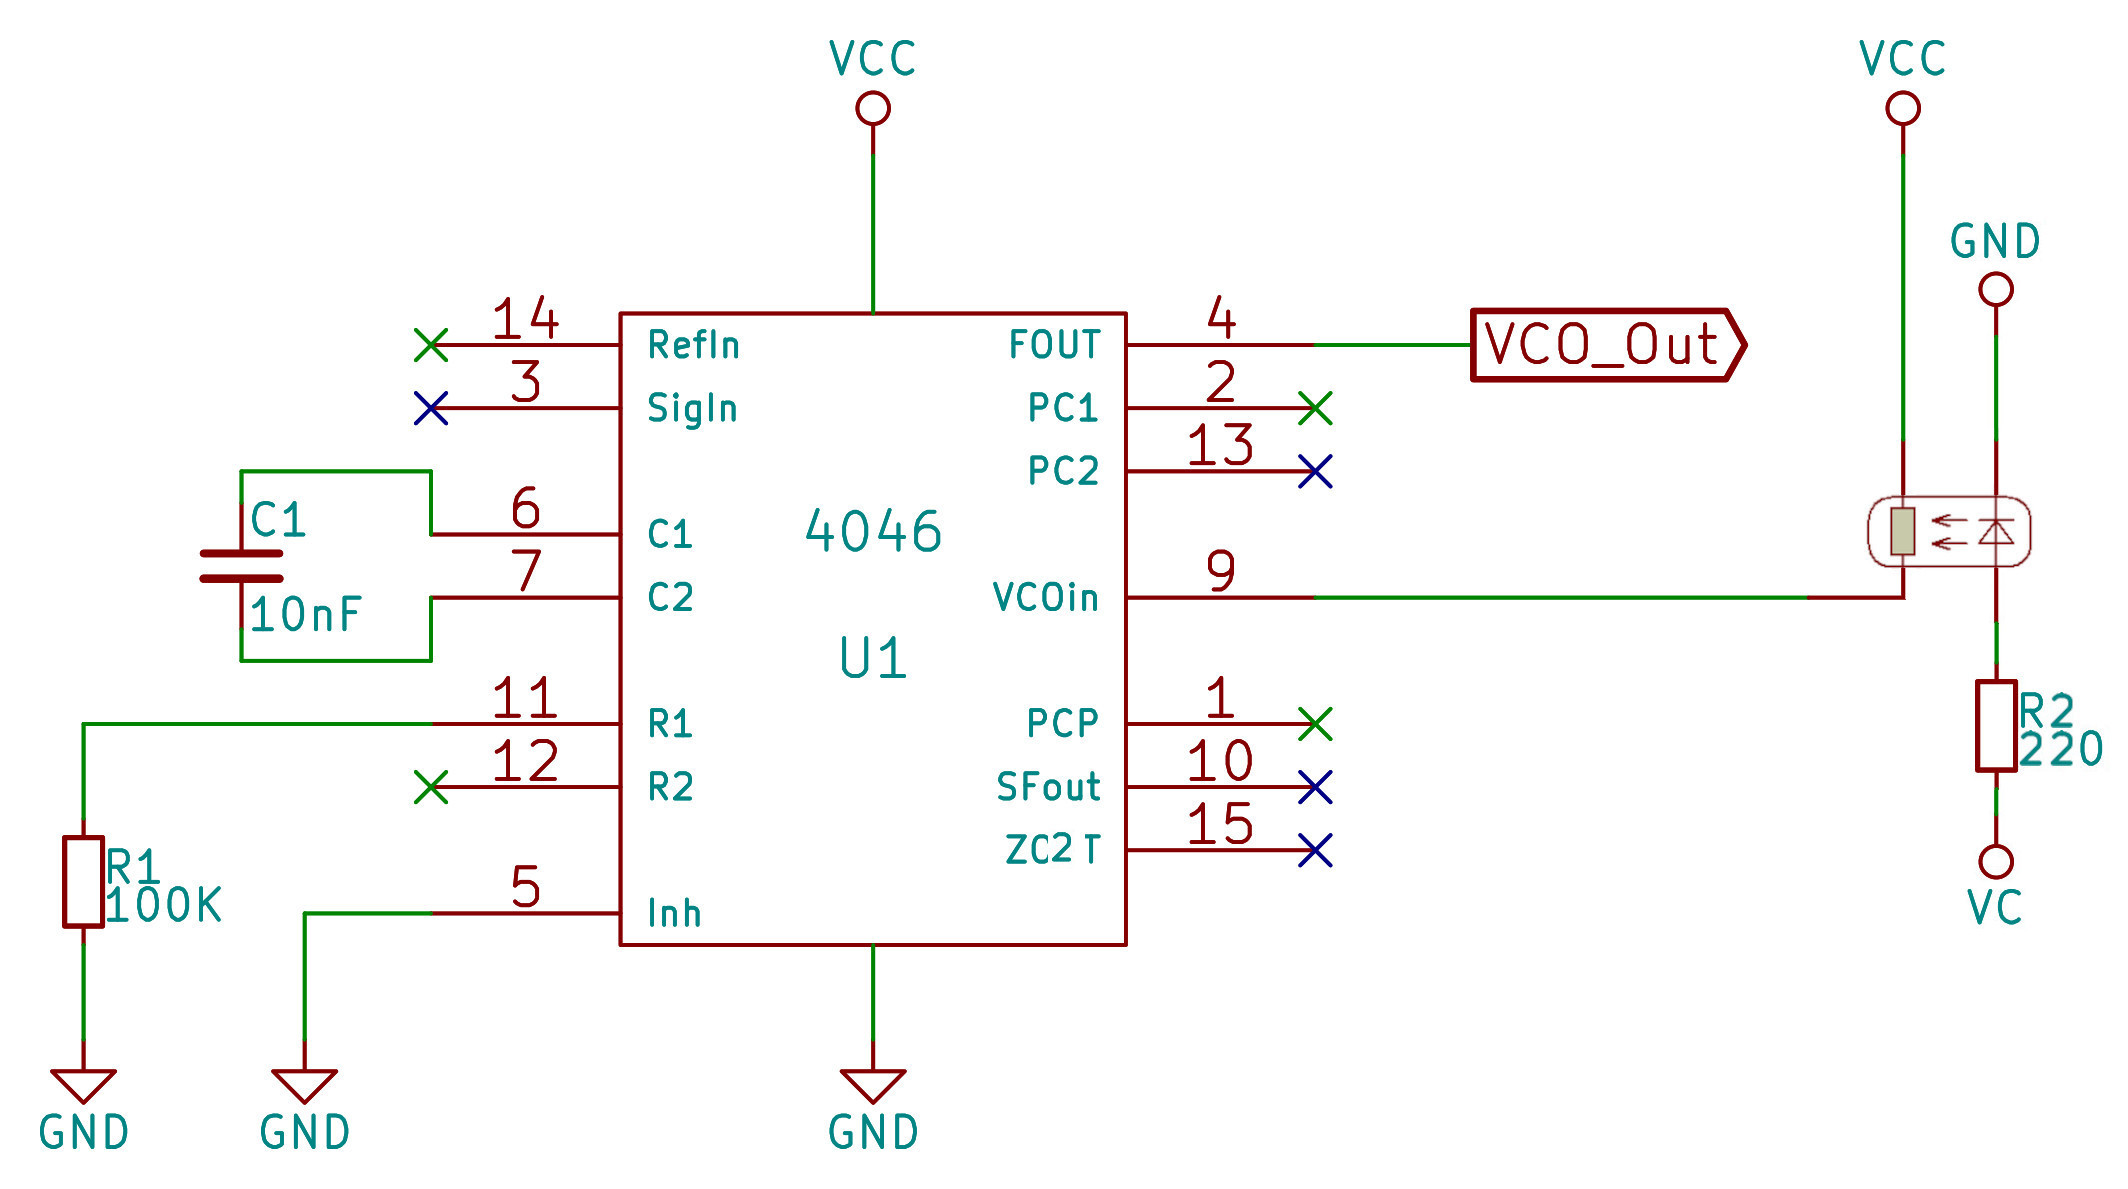 VCC
VCC
GND
14
RefIn
FOUT
4
VCO_Out
3
SigIn
PC1
2
PC2
13
C1
10nF
6
C1
4046
7
C2
VCOin
9
U1
11
R1
PCP
1
R2
220
12
R2
SFout
10
15
R1
100K
5
Inh
VC
GND
GND
GND